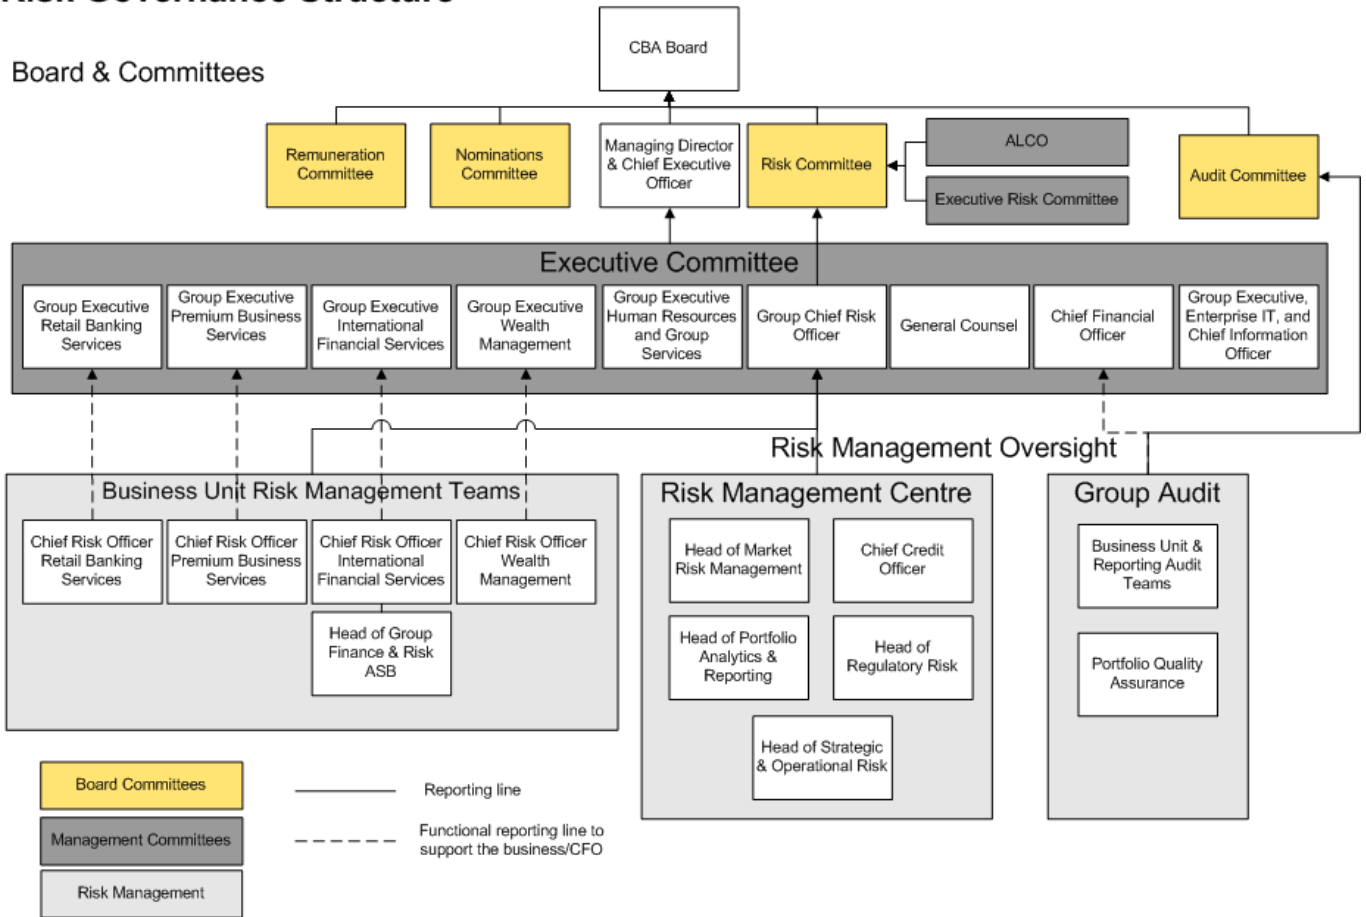 Risk Governance Structure
CBA Board
Board & Committees
Remuneration
Committee
Nominations
Committee
Managing Director
& Chief Executive
Officer
Risk Committee
ALCO
Executive Risk Committee
Audit Committee
Executive Committee
Group Executive
Retail Banking
Services
Group Executive
Premium Business
Services
Group Executive
International
Financial Services
Group Executive
Wealth
Management
Group Executive
Human Resources
and Group
Services
Group Chief Risk
Officer
General Counsel
Chief Financial
Officer
Group Executive,
Enterprise IT, and
Chief Information
Officer
Risk Management Oversight
Business Unit Risk Management Teams
Chief Risk Officer
Retail Banking
Services
Chief Risk Officer
Premium Business
Services
Chief Risk Officer
International
Financial Services
Chief Risk Officer
Wealth
Management
Head of Group
Finance & Risk
ASB
Risk Management Centre
Head of Market
Risk Management
Chief Credit
Officer
Head of Portfolio
Analytics &
Reporting
Head of
Regulatory Risk
Head of Strategic
& Operational Risk
Group Audit
Business Unit &
Reporting Audit
Teams
Portfolio Quality
Assurance
Board Committees
Management Committees
Risk Management
Reporting line
Functional reporting line to
support the business/CFO